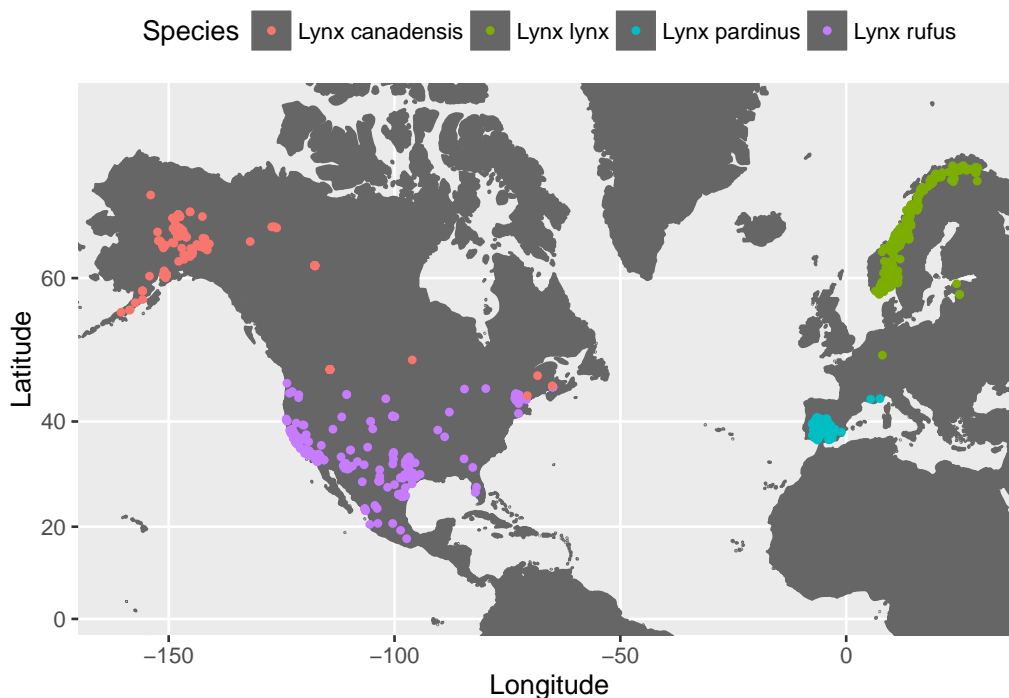 Species Lynx canadensis Lynx lynx Lynx pardinus Lynx rufus
60
40
20
0
Latitude
−150 −100 −50 0
Longitude